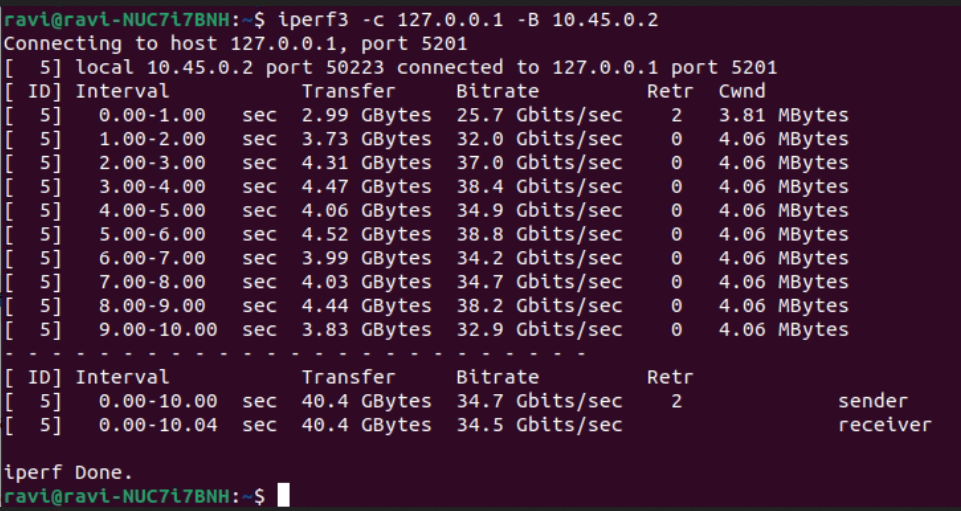 ravi@ravi-NUC7i7BNH:~$ iperf3 -c 127.0.0.1 -B 10.45.0.2
Connecting to host 127.0.0.1, port 5201
[  5] local 10.45.0.2 port 50223 connected to 127.0.0.1 port 5201
[ ID] Interval           Transfer     Bitrate         Retr  Cwnd
[  5]   0.00-1.00   sec  2.99 GBytes  25.7 Gbits/sec    2   3.81 MBytes
[  5]   1.00-2.00   sec  3.73 GBytes  32.0 Gbits/sec    0   4.06 MBytes
[  5]   2.00-3.00   sec  4.31 GBytes  37.0 Gbits/sec    0   4.06 MBytes
[  5]   3.00-4.00   sec  4.47 GBytes  38.4 Gbits/sec    0   4.06 MBytes
[  5]   4.00-5.00   sec  4.06 GBytes  34.9 Gbits/sec    0   4.06 MBytes
[  5]   5.00-6.00   sec  4.52 GBytes  38.8 Gbits/sec    0   4.06 MBytes
[  5]   6.00-7.00   sec  3.99 GBytes  34.2 Gbits/sec    0   4.06 MBytes
[  5]   7.00-8.00   sec  4.03 GBytes  34.7 Gbits/sec    0   4.06 MBytes
[  5]   8.00-9.00   sec  4.44 GBytes  38.2 Gbits/sec    0   4.06 MBytes
[  5]   9.00-10.00  sec  3.83 GBytes  32.9 Gbits/sec    0   4.06 MBytes
- - - - - - - - - - - - - - - - - - - - - - - - -
[ ID] Interval           Transfer     Bitrate         Retr
[  5]   0.00-10.00  sec  40.4 GBytes  34.7 Gbits/sec    2             sender
[  5]   0.00-10.04  sec  40.4 GBytes  34.5 Gbits/sec                  receiver
iperf Done.
ravi@ravi-NUC7i7BNH:~$